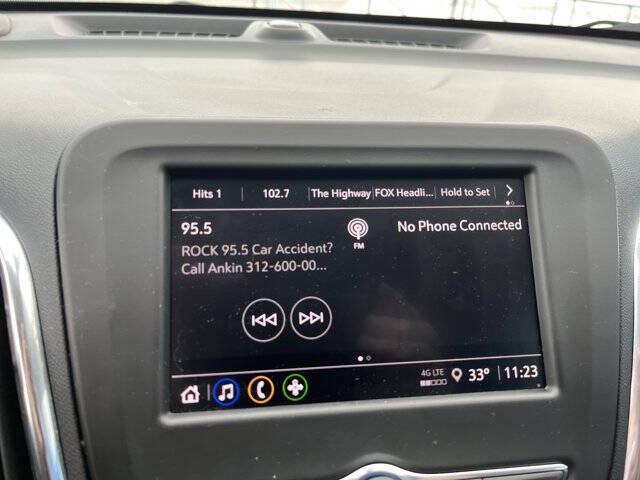 Hits 1 102.7 The Highway FOX Headli... Hold to Set
95.5 FM No Phone Connected
ROCK 95.5 Car Accident?
Call Ankin 312-600-00...
4G LTE 33° 11:23